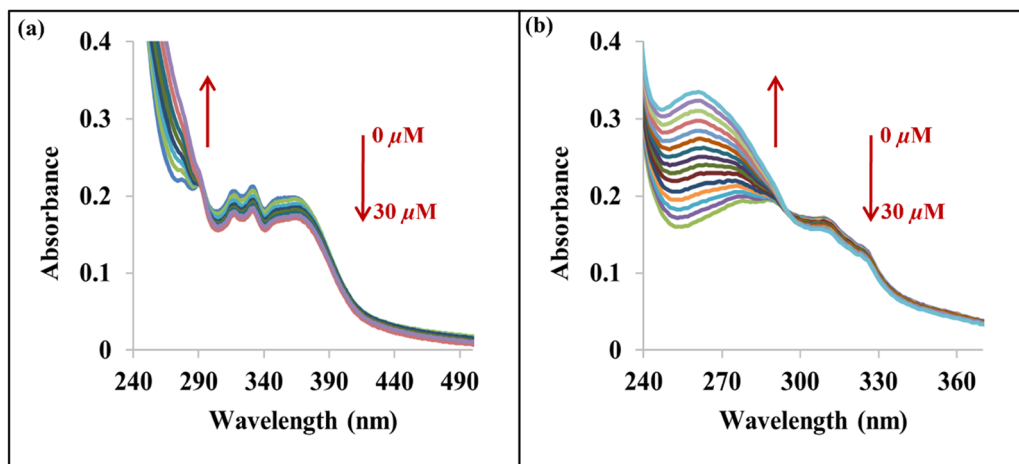 (a)
0.4
0.3
0.2
0.1
0
Absorbance
0 µM
30 µM
240 290 340 390 440 490
Wavelength (nm)
(b)
0.4
0.3
0.2
0.1
0
Absorbance
0 µM
30 µM
240 270 300 330 360
Wavelength (nm)